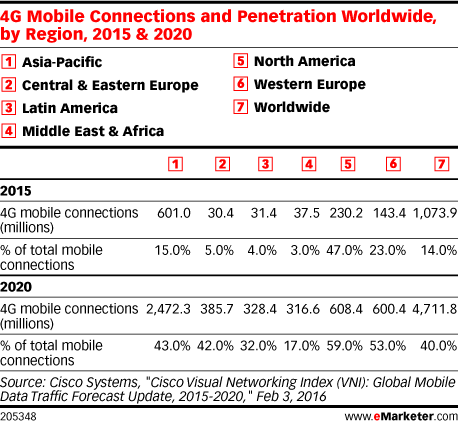 4G Mobile Connections and Penetration Worldwide,
by Region, 2015 & 2020
1 Asia-Pacific
2 Central & Eastern Europe
3 Latin America
4 Middle East & Africa
5 North America
6 Western Europe
7 Worldwide
1 2 3 4 5 6 7
2015
4G mobile connections 601.0 30.4 31.4 37.5 230.2 143.4 1,073.9
(millions)
% of total mobile 15.0% 5.0% 4.0% 3.0% 47.0% 23.0% 14.0%
connections
2020
4G mobile connections 2,472.3 385.7 328.4 316.6 608.4 600.4 4,711.8
(millions)
% of total mobile 43.0% 42.0% 32.0% 17.0% 59.0% 53.0% 40.0%
connections
Source: Cisco Systems, "Cisco Visual Networking Index (VNI): Global Mobile
Data Traffic Forecast Update, 2015-2020," Feb 3, 2016
205348 www.eMarketer.com